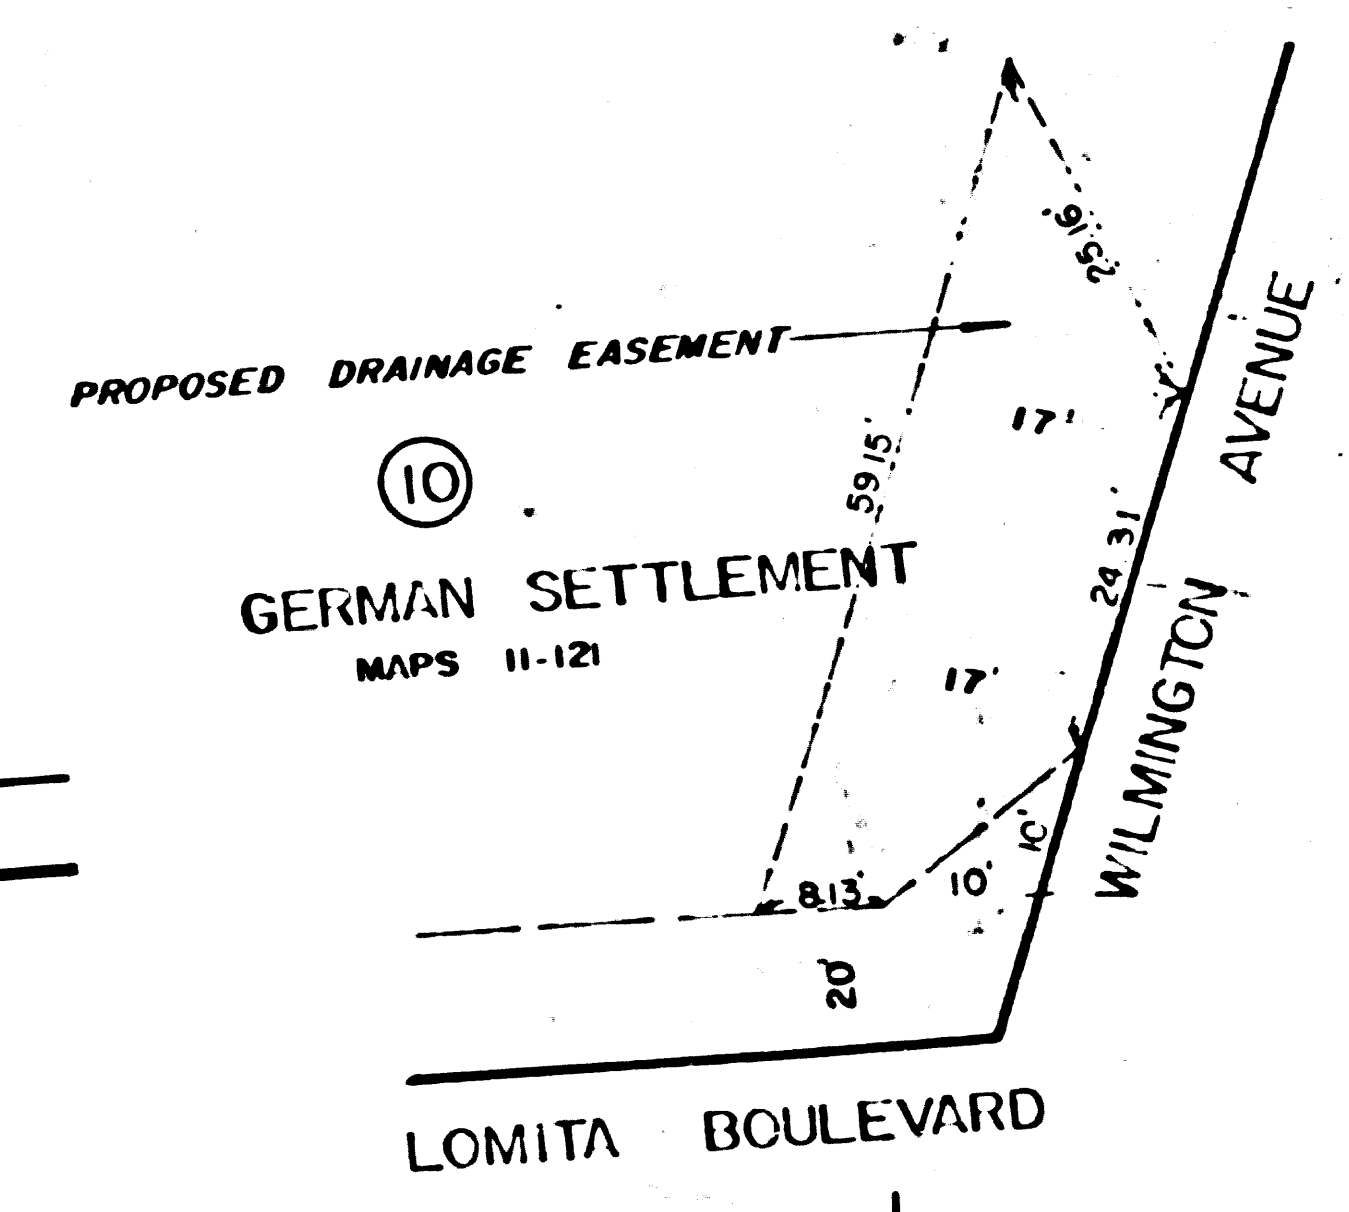 25.16'
PROPOSED DRAINAGE EASEMENT
17'
10
59.15'
AVENUE
24.31'
GERMAN SETTLEMENT
MAPS 11-121
17'
WILMINGTON
10'
10'
8.13'
20'
LOMITA BOULEVARD